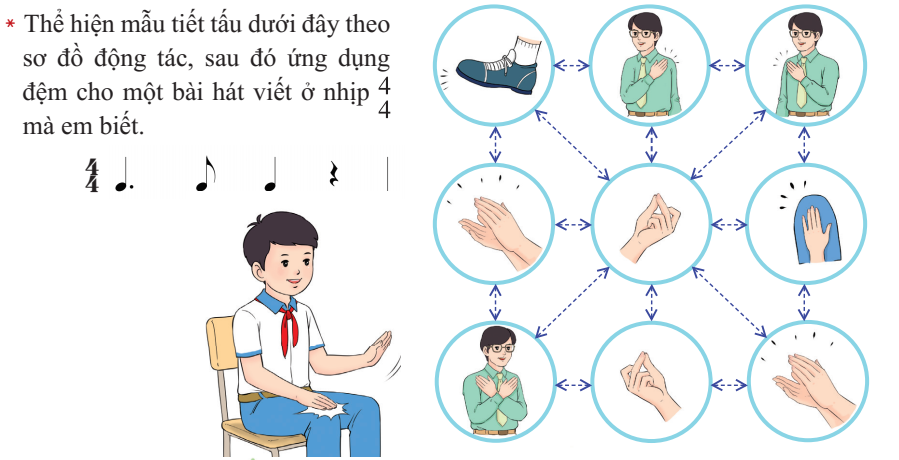 * Thể hiện mẫu tiết tấu dưới đây theo
sơ đồ động tác, sau đó ứng dụng
đệm cho một bài hát viết ở nhịp 4/4
mà em biết.
4/4